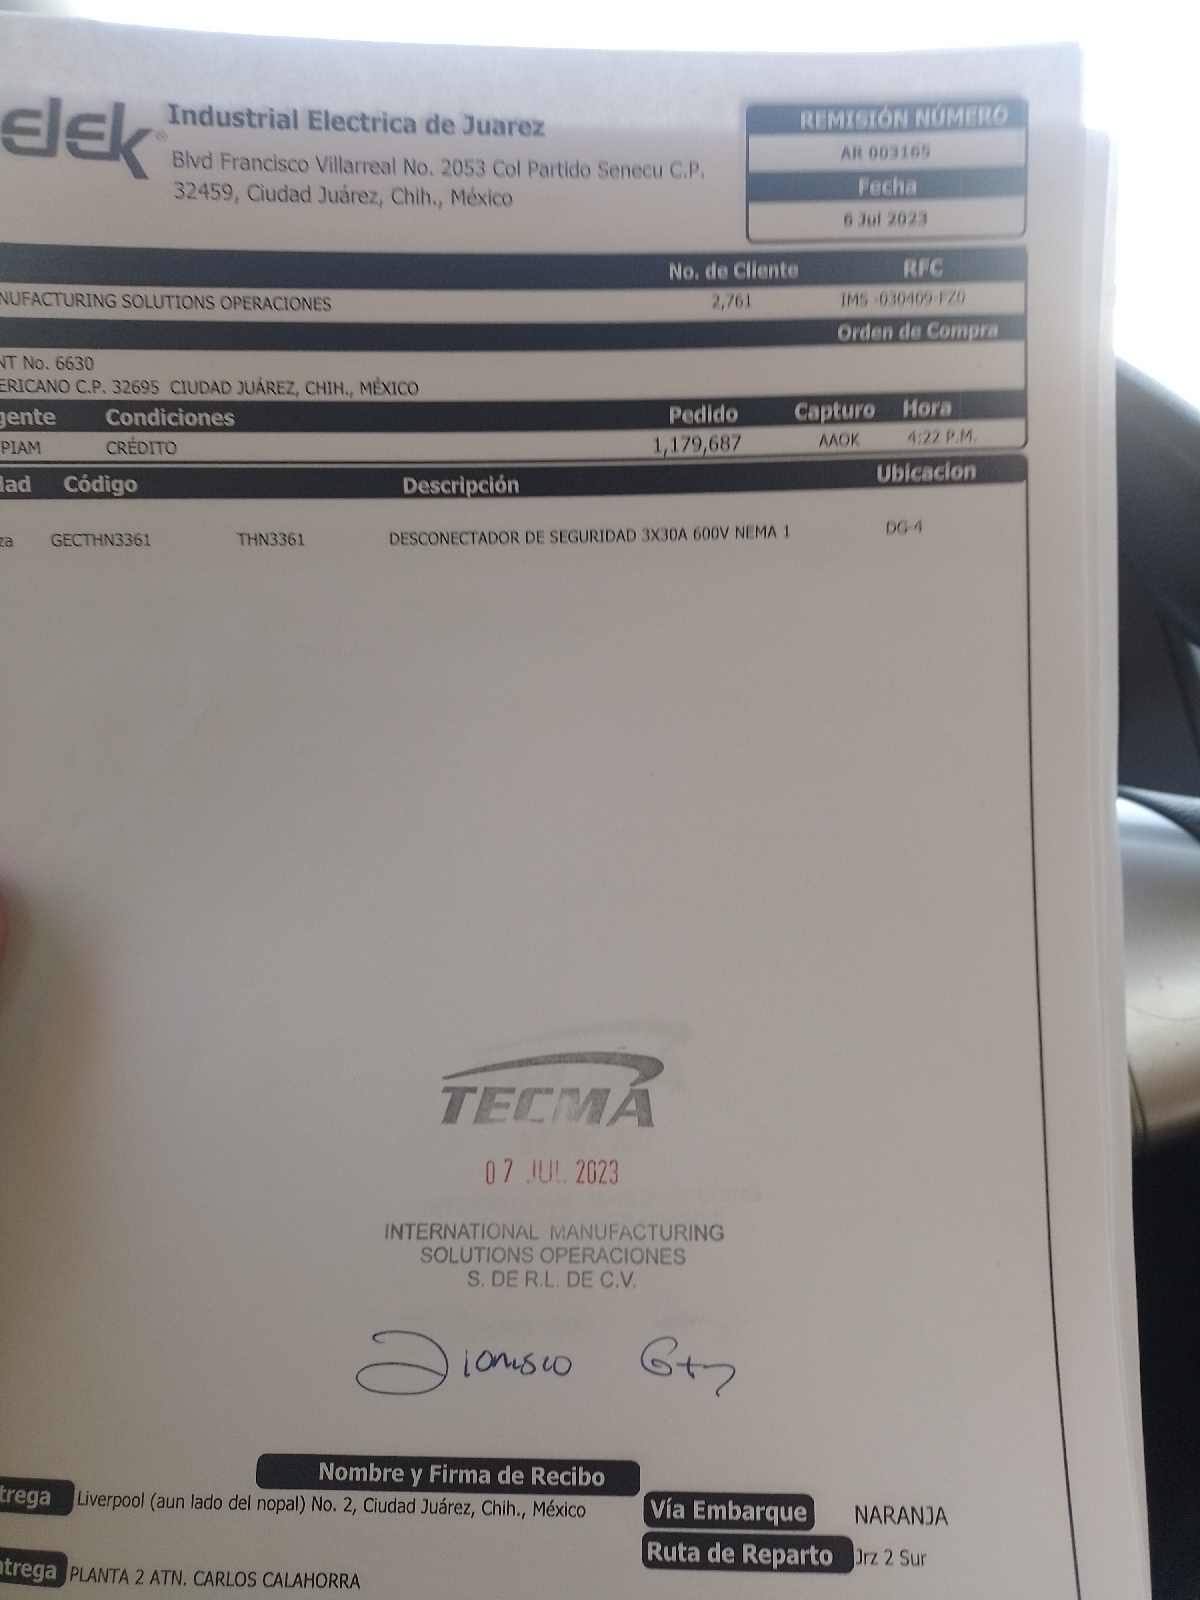 elek®
Industrial Electrica de Juarez
Blvd Francisco Villarreal No. 2053 Col Partido Senecu C.P.
32459, Ciudad Juárez, Chih., México
REMISIÓN NÚMERO
AR 003165
Fecha
6 Jul 2023
No. de Cliente RFC
NUFACTURING SOLUTIONS OPERACIONES 2,761 IMS -030409-FZ0
Orden de Compra
NT No. 6630
ERICANO C.P. 32695 CIUDAD JUÁREZ, CHIH., MÉXICO
gente Condiciones Pedido Capturo Hora
PIAM CRÉDITO 1,179,687 AAOK 4:22 P.M.
dad Código Descripción Ubicacion
za GECTHN3361 THN3361 DESCONECTADOR DE SEGURIDAD 3X30A 600V NEMA 1 DG-4
TECMA
07 JUL 2023
INTERNATIONAL MANUFACTURING
SOLUTIONS OPERACIONES
S. DE R.L. DE C.V.
Dionisio Gtz
Nombre y Firma de Recibo
trega Liverpool (aun lado del nopal) No. 2, Ciudad Juárez, Chih., México
Vía Embarque NARANJA
Ruta de Reparto Jrz 2 Sur
ntrega PLANTA 2 ATN. CARLOS CALAHORRA